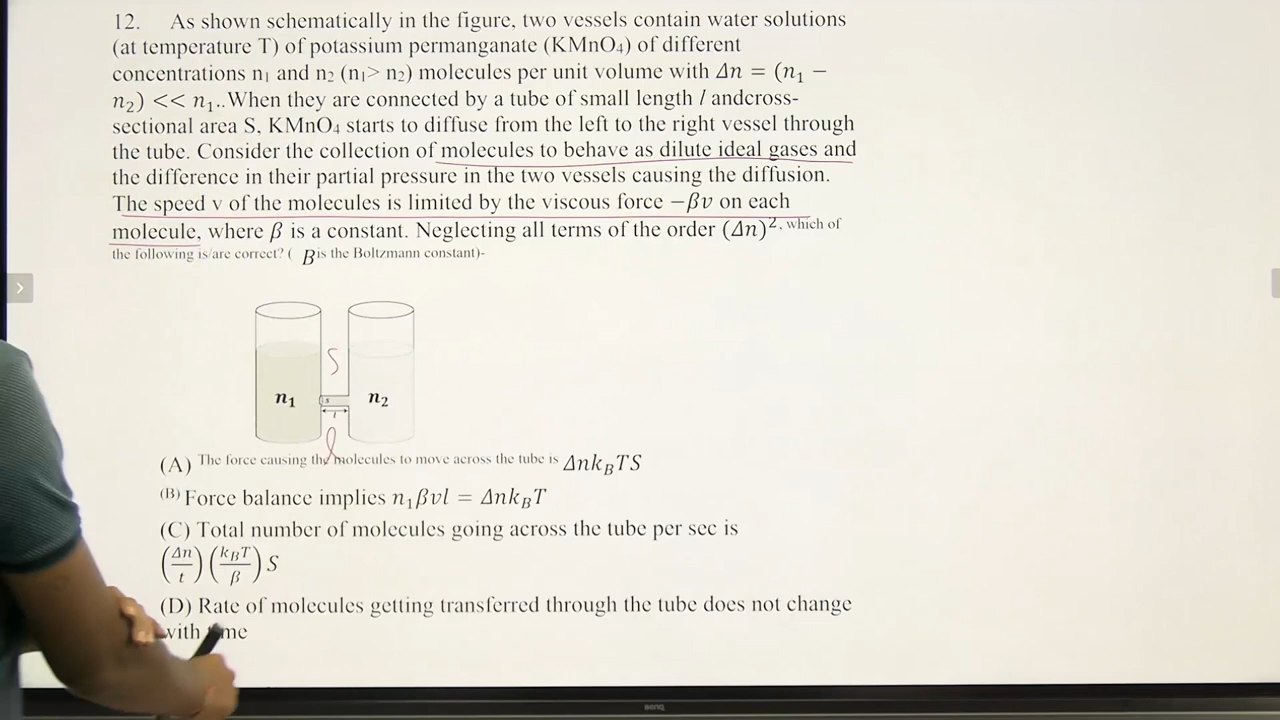 12. As shown schematically in the figure, two vessels contain water solutions
(at temperature T) of potassium permanganate (KMnO₄) of different
concentrations n₁ and n₂ (n₁> n₂) molecules per unit volume with Δn = (n₁ −
n₂) << n₁..When they are connected by a tube of small length l andcross-
sectional area S, KMnO₄ starts to diffuse from the left to the right vessel through
the tube. Consider the collection of molecules to behave as dilute ideal gases and
the difference in their partial pressure in the two vessels causing the diffusion.
The speed v of the molecules is limited by the viscous force −βv on each
molecule, where β is a constant. Neglecting all terms of the order (Δn)², which of
the following is/are correct? ( B is the Boltzmann constant)-
S
n₁ s n₂
l
l
(A) The force causing the molecules to move across the tube is Δnk_BTS
(B) Force balance implies n₁βvl = Δnk_BT
(C) Total number of molecules going across the tube per sec is
(Δn/t) (k_BT/β) S
(D) Rate of molecules getting transferred through the tube does not change
with me
BenQ